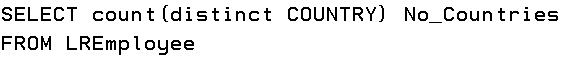 SELECT count(distinct COUNTRY) No_Countries
FROM LREmployee